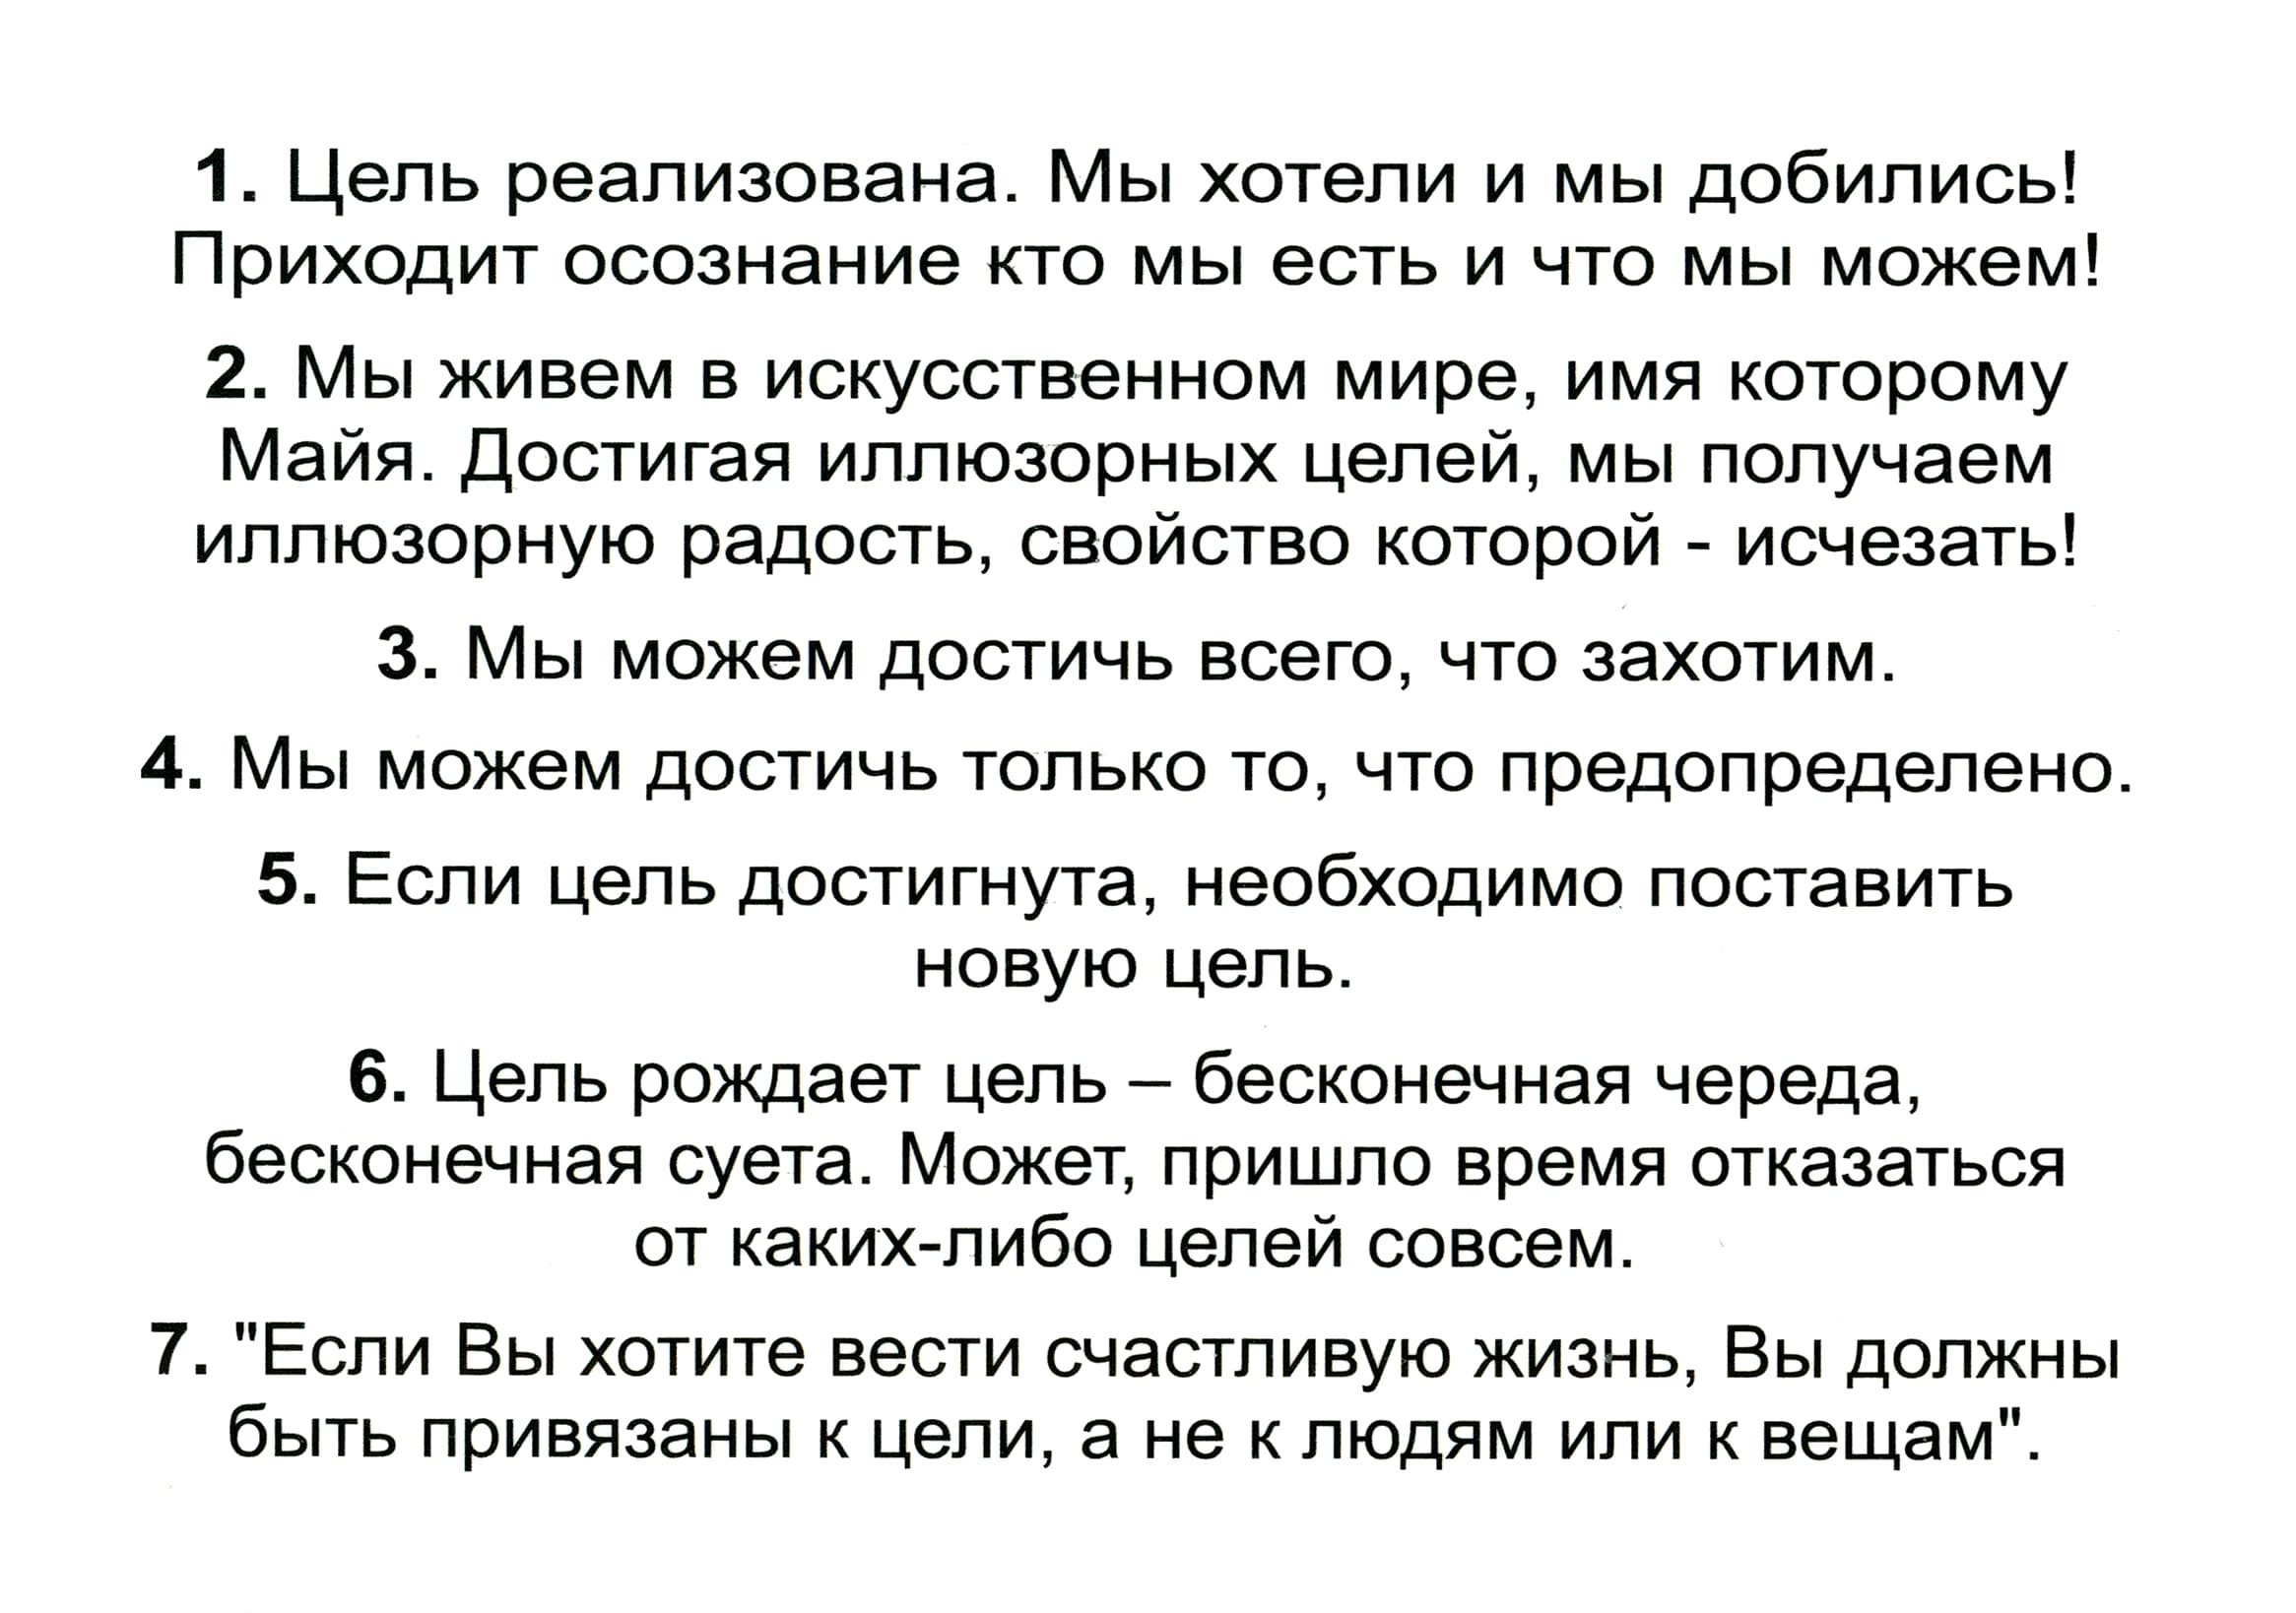 1. Цель реализована. Мы хотели и мы добились!
Приходит осознание кто мы есть и что мы можем!
2. Мы живем в искусственном мире, имя которому
Майя. Достигая иллюзорных целей, мы получаем
иллюзорную радость, свойство которой - исчезать!
3. Мы можем достичь всего, что захотим.
4. Мы можем достичь только то, что предопределено.
5. Если цель достигнута, необходимо поставить
новую цель.
6. Цель рождает цель – бесконечная череда,
бесконечная суета. Может, пришло время отказаться
от каких-либо целей совсем.
7. "Если Вы хотите вести счастливую жизнь, Вы должны
быть привязаны к цели, а не к людям или к вещам".